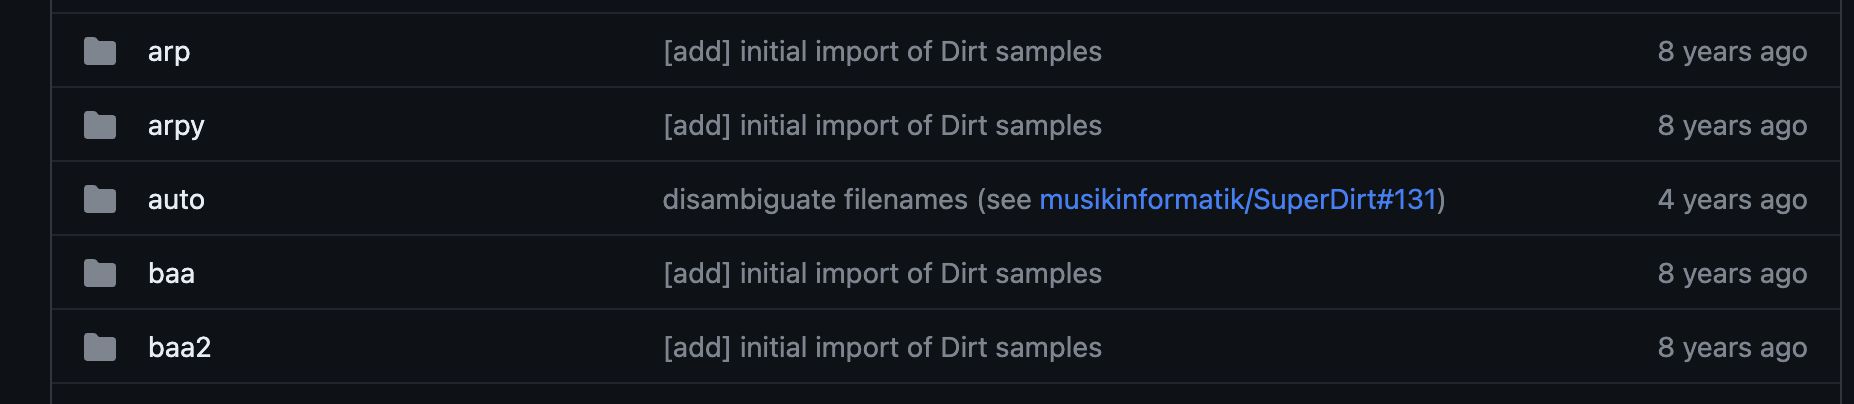 arp [add] initial import of Dirt samples 8 years ago
arpy [add] initial import of Dirt samples 8 years ago
auto disambiguate filenames (see musikinformatik/SuperDirt#131) 4 years ago
baa [add] initial import of Dirt samples 8 years ago
baa2 [add] initial import of Dirt samples 8 years ago